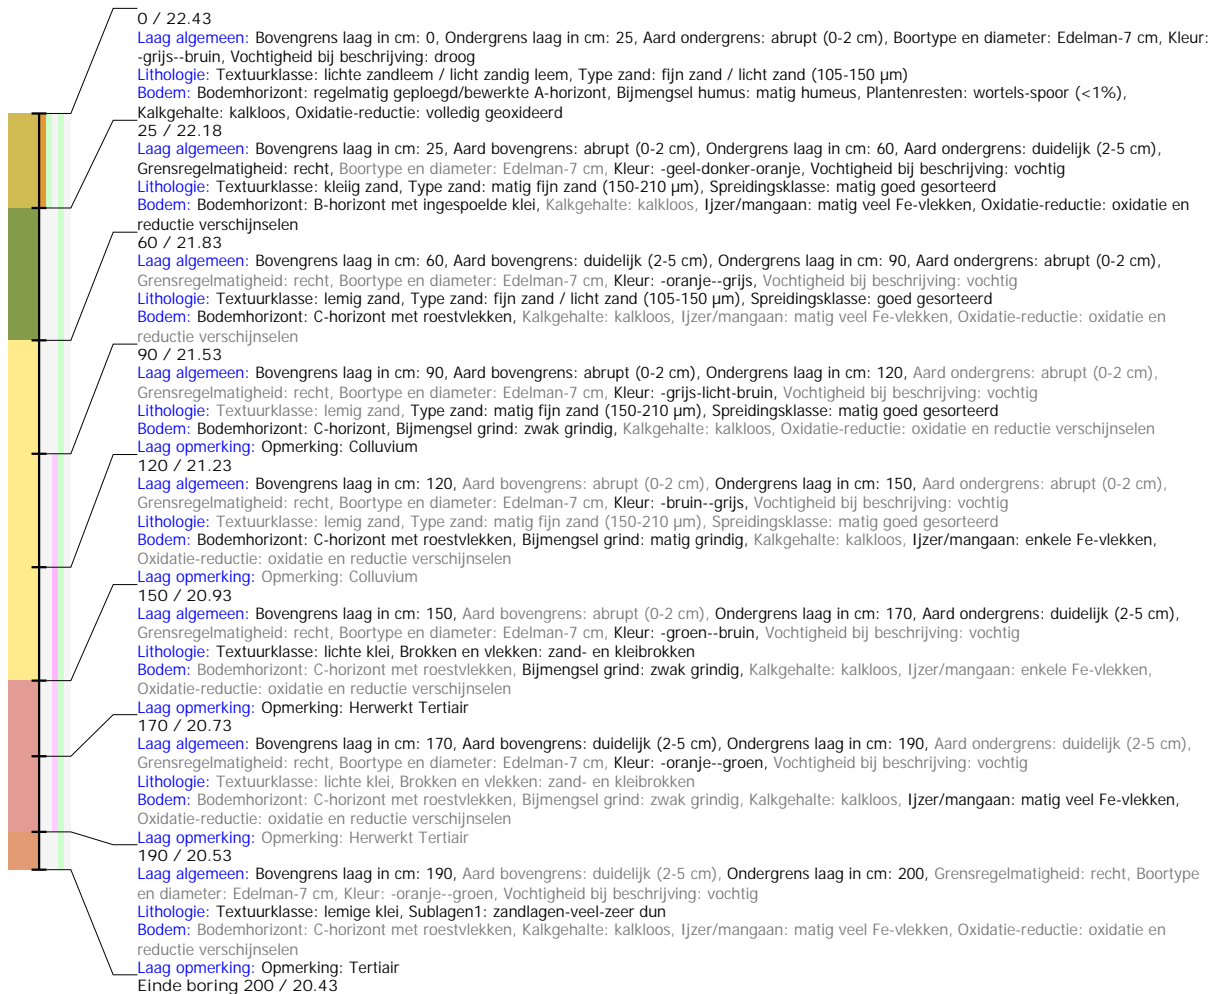 0 / 22.43
Laag algemeen: Bovengrens laag in cm: 0, Ondergrens laag in cm: 25, Aard ondergrens: abrupt (0-2 cm), Boortype en diameter: Edelman-7 cm, Kleur:
-grijs--bruin, Vochtigheid bij beschrijving: droog
Lithologie: Textuurklasse: lichte zandleem / licht zandig leem, Type zand: fijn zand / licht zand (105-150 µm)
Bodem: Bodemhorizont: regelmatig geploegd/bewerkte A-horizont, Bijmengsel humus: matig humeus, Plantenresten: wortels-spoor (<1%),
Kalkgehalte: kalkloos, Oxidatie-reductie: volledig geoxideerd
25 / 22.18
Laag algemeen: Bovengrens laag in cm: 25, Aard bovengrens: abrupt (0-2 cm), Ondergrens laag in cm: 60, Aard ondergrens: duidelijk (2-5 cm),
Grensregelmatigheid: recht, Boortype en diameter: Edelman-7 cm, Kleur: -geel-donker-oranje, Vochtigheid bij beschrijving: vochtig
Lithologie: Textuurklasse: kleiig zand, Type zand: matig fijn zand (150-210 µm), Spreidingsklasse: matig goed gesorteerd
Bodem: Bodemhorizont: B-horizont met ingespoelde klei, Kalkgehalte: kalkloos, Ijzer/mangaan: matig veel Fe-vlekken, Oxidatie-reductie: oxidatie en
reductie verschijnselen
60 / 21.83
Laag algemeen: Bovengrens laag in cm: 60, Aard bovengrens: duidelijk (2-5 cm), Ondergrens laag in cm: 90, Aard ondergrens: abrupt (0-2 cm),
Grensregelmatigheid: recht, Boortype en diameter: Edelman-7 cm, Kleur: -oranje--grijs, Vochtigheid bij beschrijving: vochtig
Lithologie: Textuurklasse: lemig zand, Type zand: fijn zand / licht zand (105-150 µm), Spreidingsklasse: goed gesorteerd
Bodem: Bodemhorizont: C-horizont met roestvlekken, Kalkgehalte: kalkloos, Ijzer/mangaan: matig veel Fe-vlekken, Oxidatie-reductie: oxidatie en
reductie verschijnselen
90 / 21.53
Laag algemeen: Bovengrens laag in cm: 90, Aard bovengrens: abrupt (0-2 cm), Ondergrens laag in cm: 120, Aard ondergrens: abrupt (0-2 cm),
Grensregelmatigheid: recht, Boortype en diameter: Edelman-7 cm, Kleur: -grijs-licht-bruin, Vochtigheid bij beschrijving: vochtig
Lithologie: Textuurklasse: lemig zand, Type zand: matig fijn zand (150-210 µm), Spreidingsklasse: matig goed gesorteerd
Bodem: Bodemhorizont: C-horizont, Bijmengsel grind: zwak grindig, Kalkgehalte: kalkloos, Oxidatie-reductie: oxidatie en reductie verschijnselen
Laag opmerking: Opmerking: Colluvium
120 / 21.23
Laag algemeen: Bovengrens laag in cm: 120, Aard bovengrens: abrupt (0-2 cm), Ondergrens laag in cm: 150, Aard ondergrens: abrupt (0-2 cm),
Grensregelmatigheid: recht, Boortype en diameter: Edelman-7 cm, Kleur: -bruin--grijs, Vochtigheid bij beschrijving: vochtig
Lithologie: Textuurklasse: lemig zand, Type zand: matig fijn zand (150-210 µm), Spreidingsklasse: matig goed gesorteerd
Bodem: Bodemhorizont: C-horizont met roestvlekken, Bijmengsel grind: matig grindig, Kalkgehalte: kalkloos, Ijzer/mangaan: enkele Fe-vlekken,
Oxidatie-reductie: oxidatie en reductie verschijnselen
Laag opmerking: Opmerking: Colluvium
150 / 20.93
Laag algemeen: Bovengrens laag in cm: 150, Aard bovengrens: abrupt (0-2 cm), Ondergrens laag in cm: 170, Aard ondergrens: duidelijk (2-5 cm),
Grensregelmatigheid: recht, Boortype en diameter: Edelman-7 cm, Kleur: -groen--bruin, Vochtigheid bij beschrijving: vochtig
Lithologie: Textuurklasse: lichte klei, Brokken en vlekken: zand- en kleibrokken
Bodem: Bodemhorizont: C-horizont met roestvlekken, Bijmengsel grind: zwak grindig, Kalkgehalte: kalkloos, Ijzer/mangaan: enkele Fe-vlekken,
Oxidatie-reductie: oxidatie en reductie verschijnselen
Laag opmerking: Opmerking: Herwerkt Tertiair
170 / 20.73
Laag algemeen: Bovengrens laag in cm: 170, Aard bovengrens: duidelijk (2-5 cm), Ondergrens laag in cm: 190, Aard ondergrens: duidelijk (2-5 cm),
Grensregelmatigheid: recht, Boortype en diameter: Edelman-7 cm, Kleur: -oranje--groen, Vochtigheid bij beschrijving: vochtig
Lithologie: Textuurklasse: lichte klei, Brokken en vlekken: zand- en kleibrokken
Bodem: Bodemhorizont: C-horizont met roestvlekken, Bijmengsel grind: zwak grindig, Kalkgehalte: kalkloos, Ijzer/mangaan: matig veel Fe-vlekken,
Oxidatie-reductie: oxidatie en reductie verschijnselen
Laag opmerking: Opmerking: Herwerkt Tertiair
190 / 20.53
Laag algemeen: Bovengrens laag in cm: 190, Aard bovengrens: duidelijk (2-5 cm), Ondergrens laag in cm: 200, Grensregelmatigheid: recht, Boortype
en diameter: Edelman-7 cm, Kleur: -oranje--groen, Vochtigheid bij beschrijving: vochtig
Lithologie: Textuurklasse: lemige klei, Sublagen1: zandlagen-veel-zeer dun
Bodem: Bodemhorizont: C-horizont met roestvlekken, Kalkgehalte: kalkloos, Ijzer/mangaan: matig veel Fe-vlekken, Oxidatie-reductie: oxidatie en
reductie verschijnselen
Laag opmerking: Opmerking: Tertiair
Einde boring 200 / 20.43